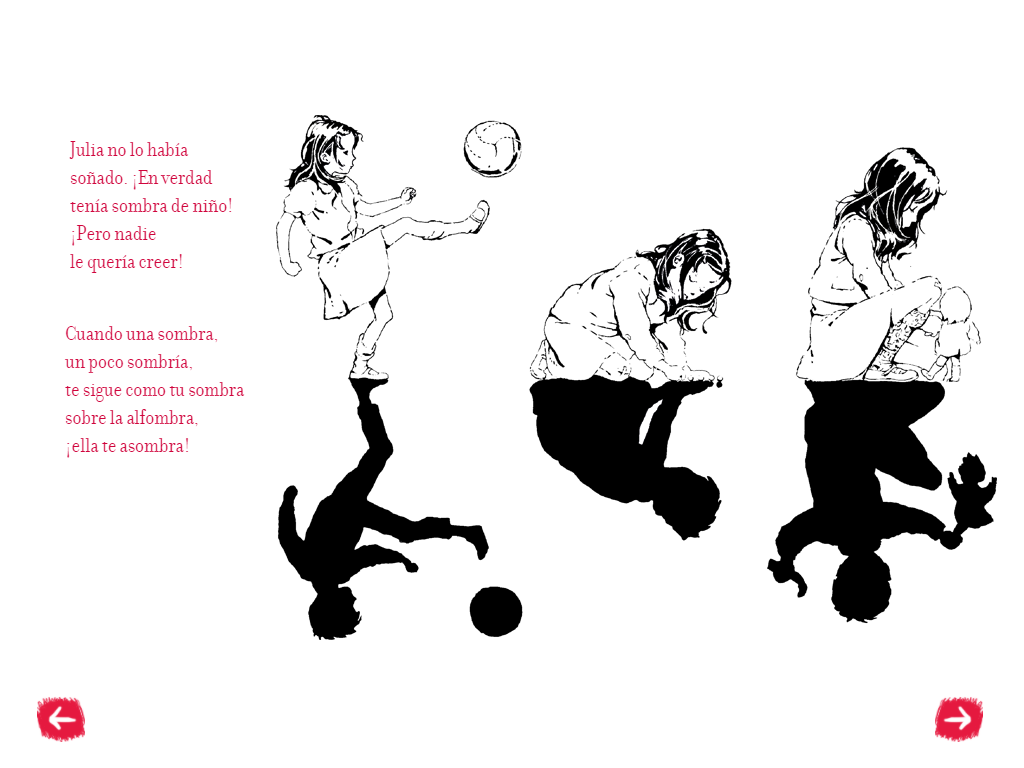 Julia no lo había
soñado. ¡En verdad
tenía sombra de niño!
¡Pero nadie
le quería creer!
Cuando una sombra,
un poco sombría,
te sigue como tu sombra
sobre la alfombra,
¡ella te asombra!